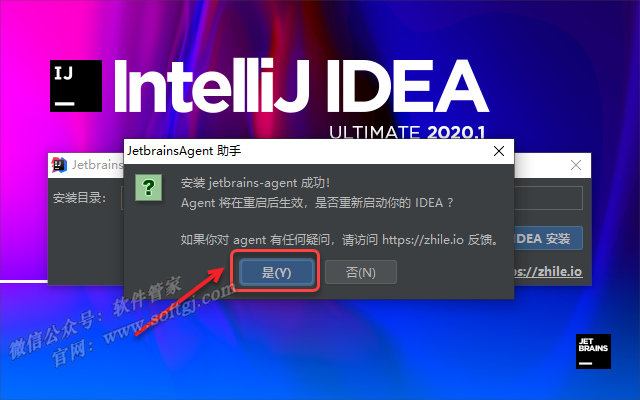 IJ
IntelliJ IDEA
ULTIMATE 2020.1
JetbrainsAgent 助手
Jetbrains
安装目录：
安装 jetbrains-agent 成功！
Agent 将在重启后生效，是否重新启动你的 IDEA ？
如果你对 agent 有任何疑问，请访问 https://zhile.io 反馈。
IDEA 安装
是(Y)
否(N)
ps://zhile.io
微信公众号：软件管家
官网：www.softgj.com
JET
BRAINS